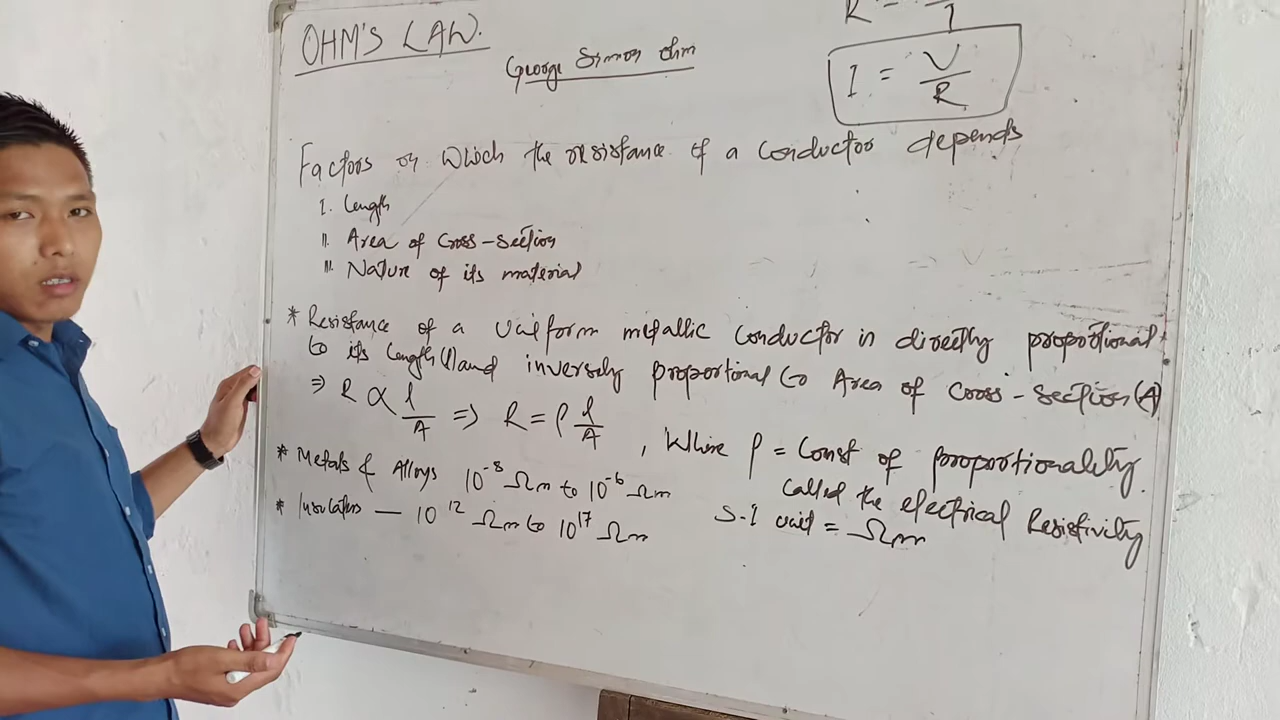 OHM'S LAW.
George Simon Ohm
R = 
I
I = V/R
Factors on which the resistance of a conductor depends
I. Length
II. Area of cross-section
III. Nature of its material
* Resistance of a uniform metallic conductor in directly proportional
to its length (l) and inversely proportional to Area of cross-section (A)
⇒ R ∝ l/A ⇒ R = ρ l/A , Where ρ = Const of proportionality
called the electrical Resistivity
S.I unit = Ωm
* Metals & Alloys 10⁻⁸ Ωm to 10⁻⁶ Ωm
* Insulators — 10¹² Ωm to 10¹⁷ Ωm